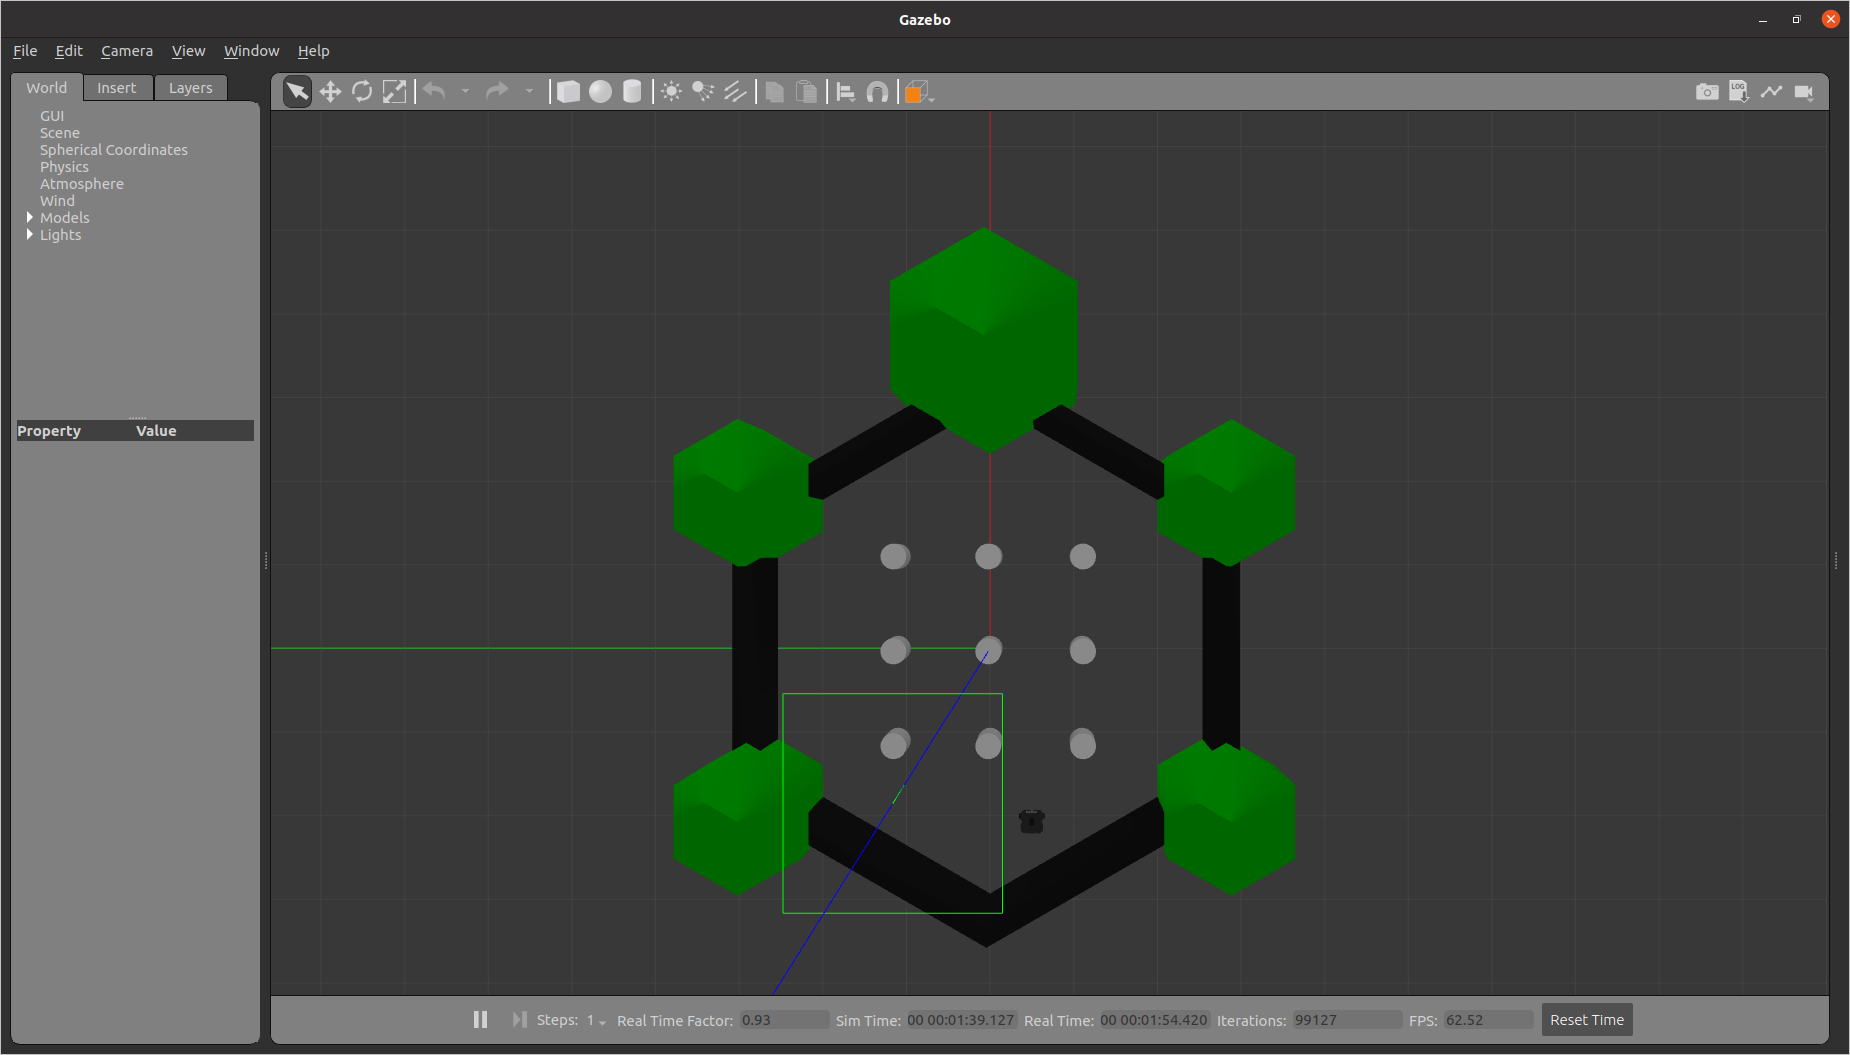 Gazebo
File Edit Camera View Window Help
World Insert Layers
LOG
GUI
Scene
Spherical Coordinates
Physics
Atmosphere
Wind
Models
Lights
Property Value
Steps: 1 Real Time Factor: 0.93 Sim Time: 00 00:01:39.127 Real Time: 00 00:01:54.420 Iterations: 99127 FPS: 62.52 Reset Time